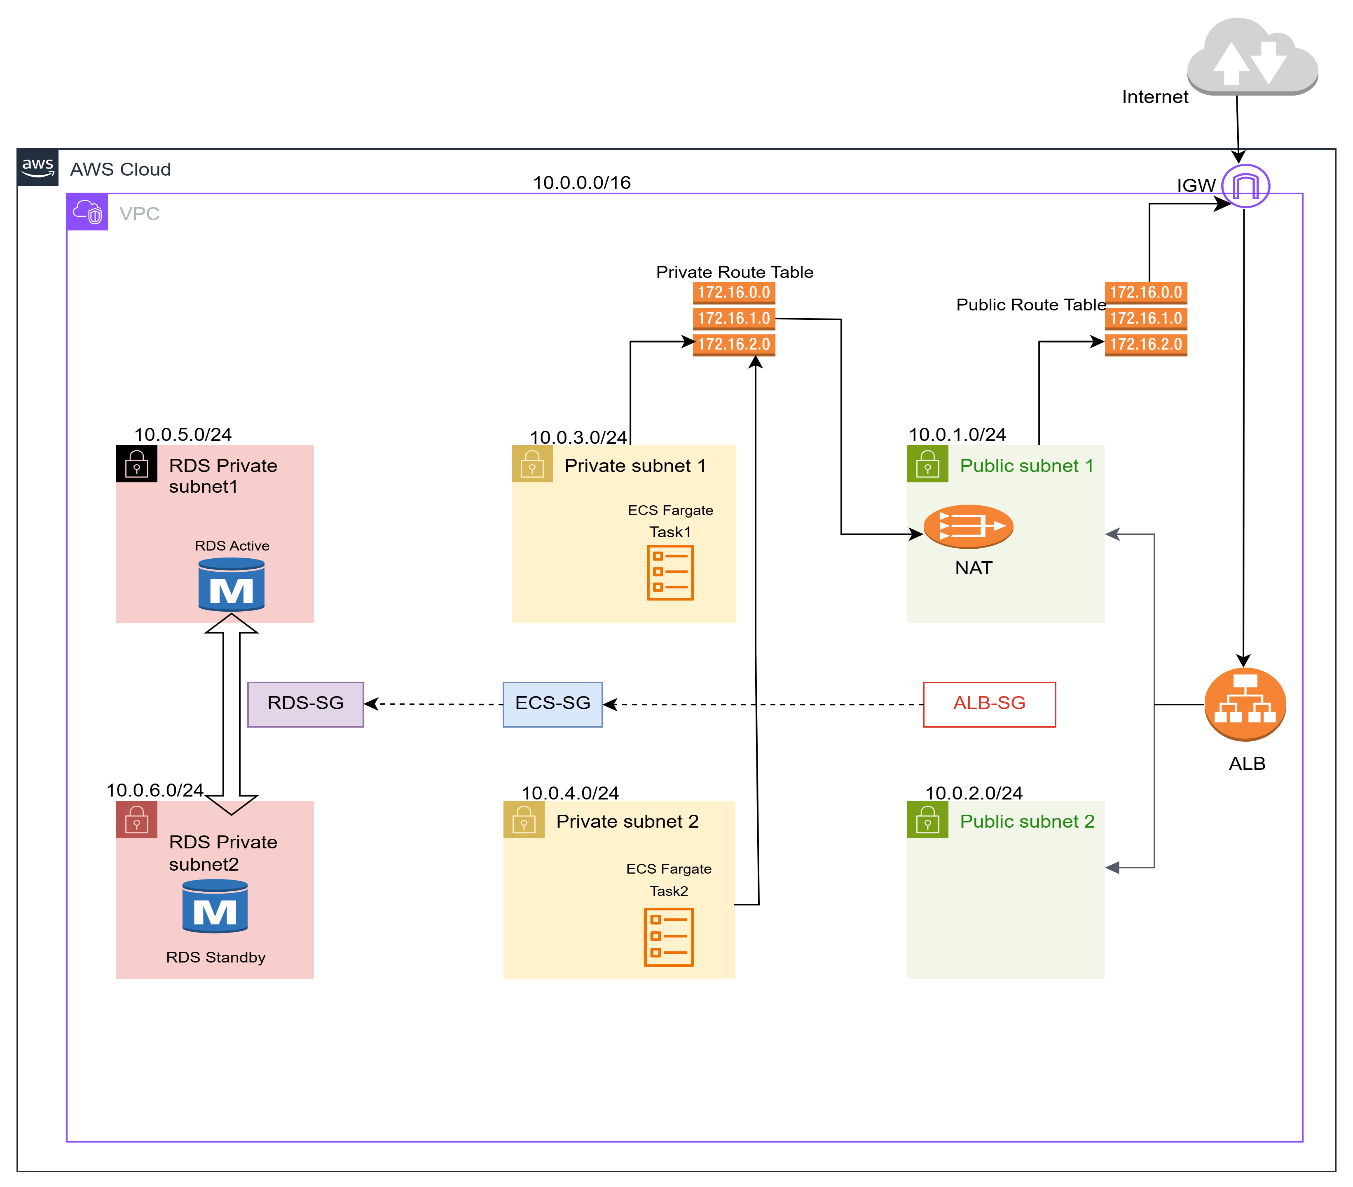 Internet
aws
AWS Cloud
10.0.0.0/16
IGW
VPC
Private Route Table
172.16.0.0
172.16.1.0
172.16.2.0
Public Route Table
172.16.0.0
172.16.1.0
172.16.2.0
10.0.5.0/24
RDS Private
subnet1
RDS Active
M
10.0.3.0/24
Private subnet 1
ECS Fargate
Task1
10.0.1.0/24
Public subnet 1
NAT
RDS-SG
ECS-SG
ALB-SG
ALB
10.0.6.0/24
RDS Private
subnet2
M
RDS Standby
10.0.4.0/24
Private subnet 2
ECS Fargate
Task2
10.0.2.0/24
Public subnet 2